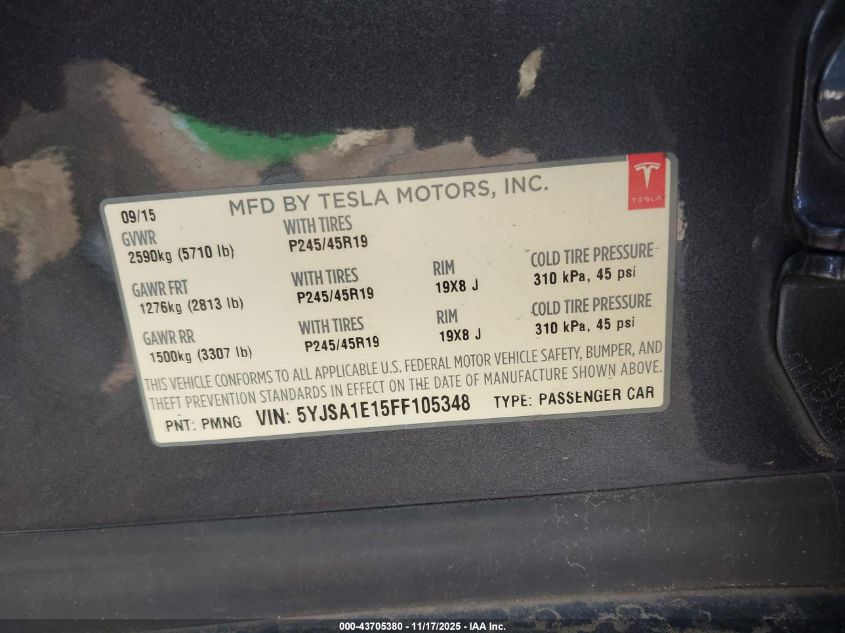 09/15 MFD BY TESLA MOTORS, INC.
TESLA
GVWR WITH TIRES
2590kg (5710 lb) P245/45R19
GAWR FRT WITH TIRES RIM COLD TIRE PRESSURE
1276kg (2813 lb) P245/45R19 19X8 J 310 kPa, 45 psi
GAWR RR WITH TIRES RIM COLD TIRE PRESSURE
1500kg (3307 lb) P245/45R19 19X8 J 310 kPa, 45 psi
THIS VEHICLE CONFORMS TO ALL APPLICABLE U.S. FEDERAL MOTOR VEHICLE SAFETY, BUMPER, AND
THEFT PREVENTION STANDARDS IN EFFECT ON THE DATE OF MANUFACTURE SHOWN ABOVE.
PNT: PMNG VIN: 5YJSA1E15FF105348 TYPE: PASSENGER CAR
000-43705380 - 11/17/2025 - IAA Inc.